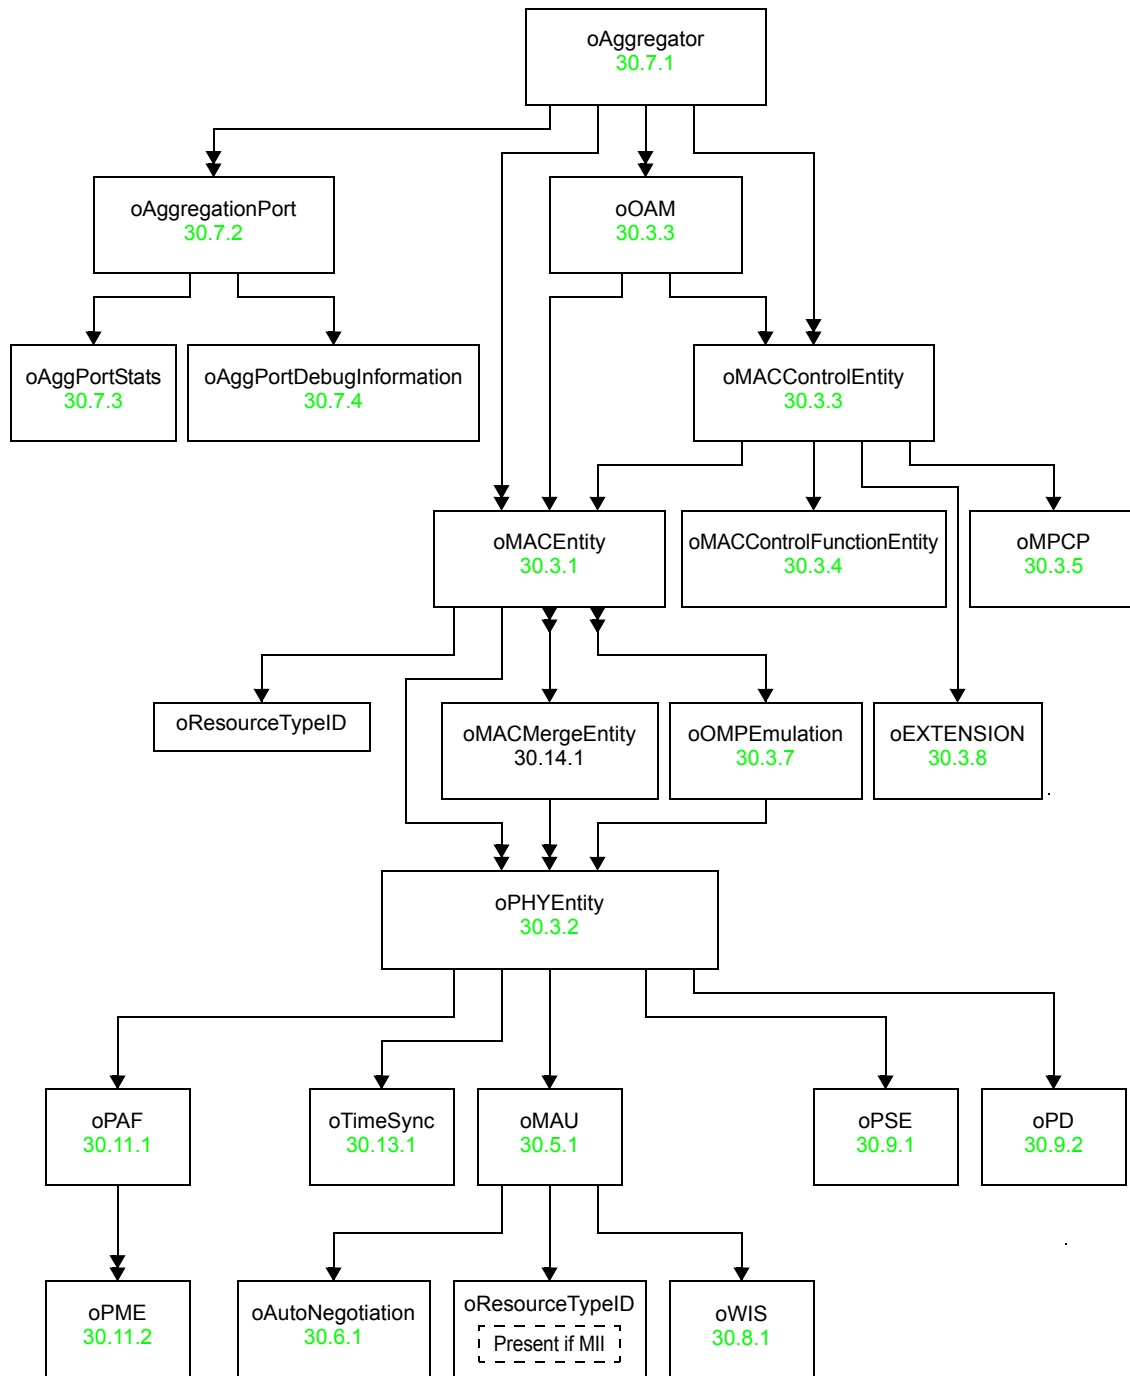 oAggregator
30.7.1
oAggregationPort
30.7.2
oOAM
30.3.3
oAggPortStats
30.7.3
oAggPortDebugInformation
30.7.4
oMACControlEntity
30.3.3
oMACEntity
30.3.1
oMACControlFunctionEntity
30.3.4
oMPCP
30.3.5
oResourceTypeID
oMACMergeEntity
30.14.1
oOMPEmulation
30.3.7
oEXTENSION
30.3.8
oPHYEntity
30.3.2
oPAF
30.11.1
oTimeSync
30.13.1
oMAU
30.5.1
oPSE
30.9.1
oPD
30.9.2
oPME
30.11.2
oAutoNegotiation
30.6.1
oResourceTypeID
Present if MII
oWIS
30.8.1